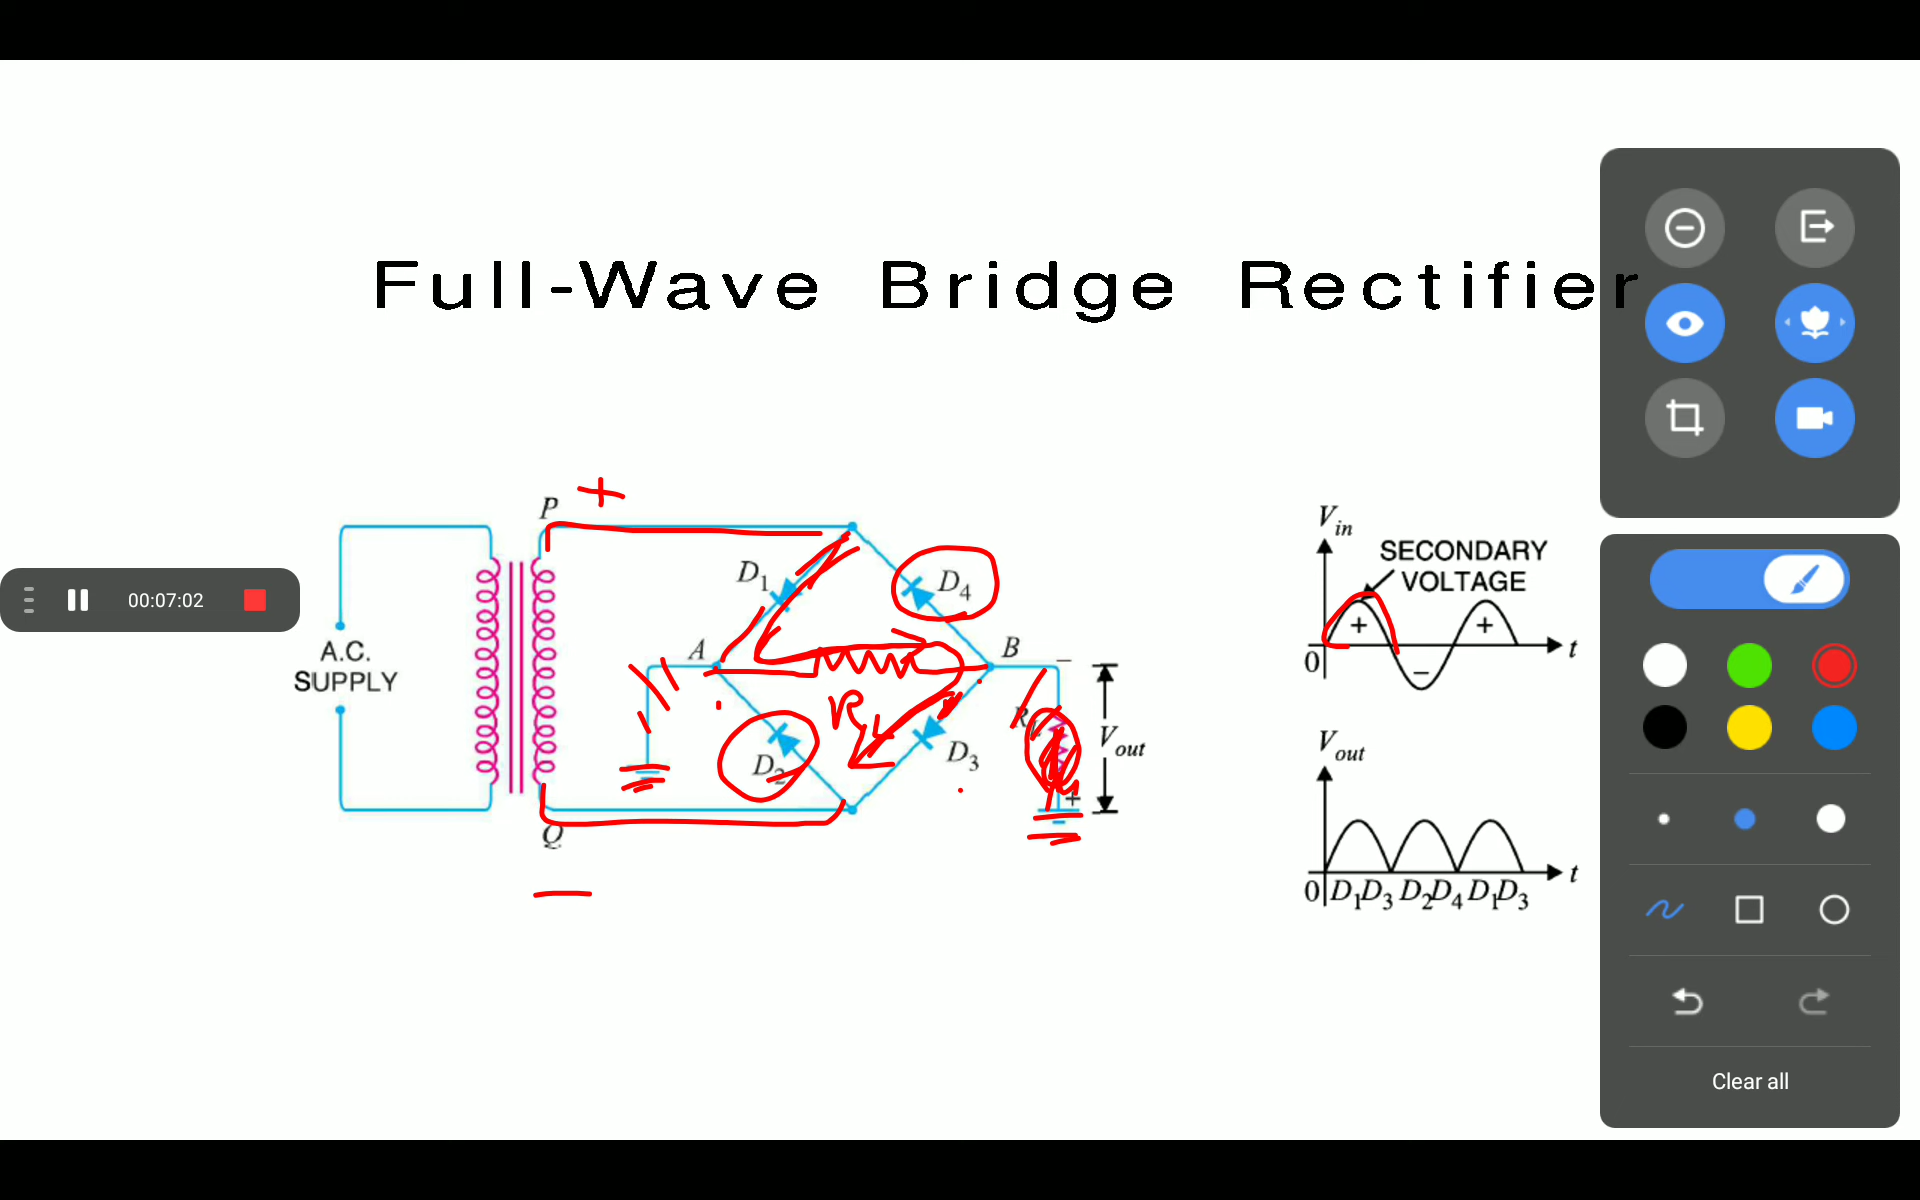 Full-Wave Bridge Rectifier
00:07:02
P
+
D1
D4
A.C.
SUPPLY
A
B
−
RL
D2
D3
Vout
+
Q
−
Vin
SECONDARY
VOLTAGE
+
+
−
0
t
Vout
0
t
D1D3 D2D4 D1D3
Clear all